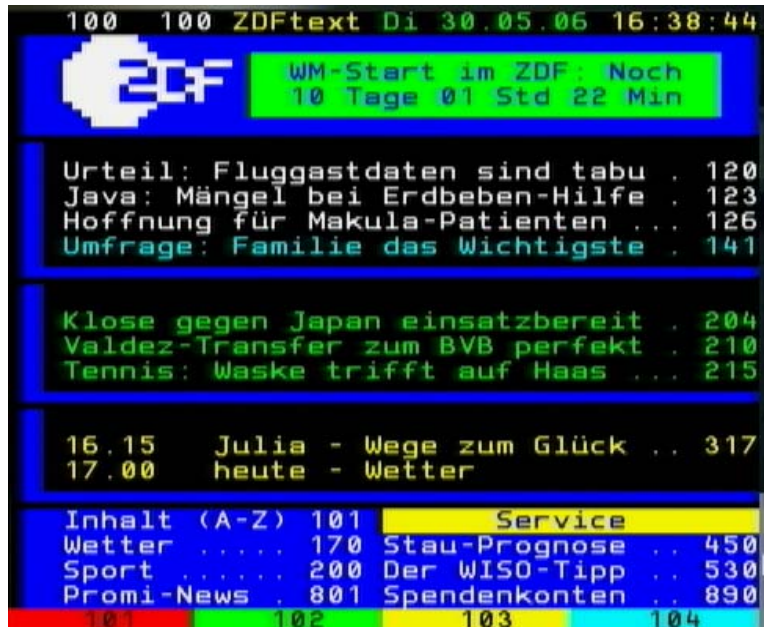 100 100 ZDFtext Di 30.05.06 16:38:44
ZDF
WM-Start im ZDF: Noch
10 Tage 01 Std 22 Min
Urteil: Fluggastdaten sind tabu . 120
Java: Mängel bei Erdbeben-Hilfe . 123
Hoffnung für Makula-Patienten ... 126
Umfrage: Familie das Wichtigste . 141
Klose gegen Japan einsatzbereit . 204
Valdez-Transfer zum BVB perfekt . 210
Tennis: Waske trifft auf Haas ... 215
16.15 Julia - Wege zum Glück .. 317
17.00 heute - Wetter
Inhalt (A-Z) 101 Service
Wetter ..... 170 Stau-Prognose .. 450
Sport ...... 200 Der WISO-Tipp .. 530
Promi-News . 801 Spendenkonten .. 890
101 102 103 104